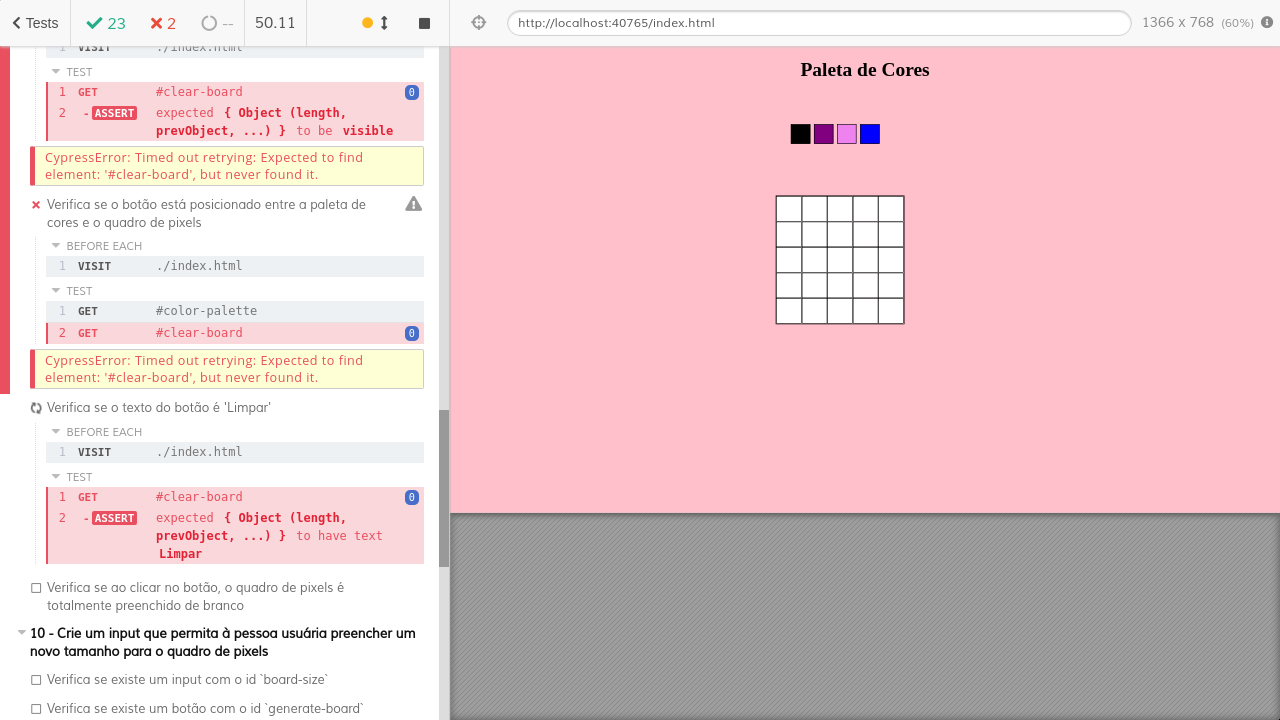 Tests 23 2 -- 50.11
http://localhost:40765/index.html 1366 x 768 (60%)
1 VISIT ./index.html
TEST
1 GET #clear-board 0
2 - ASSERT expected { Object (length,
prevObject, ...) } to be visible
CypressError: Timed out retrying: Expected to find
element: '#clear-board', but never found it.
Verifica se o botão está posicionado entre a paleta de
cores e o quadro de pixels
BEFORE EACH
1 VISIT ./index.html
TEST
1 GET #color-palette
2 GET #clear-board 0
CypressError: Timed out retrying: Expected to find
element: '#clear-board', but never found it.
Verifica se o texto do botão é 'Limpar'
BEFORE EACH
1 VISIT ./index.html
TEST
1 GET #clear-board 0
2 - ASSERT expected { Object (length,
prevObject, ...) } to have text
Limpar
Verifica se ao clicar no botão, o quadro de pixels é
totalmente preenchido de branco
10 - Crie um input que permita à pessoa usuária preencher um
novo tamanho para o quadro de pixels
Verifica se existe um input com o id `board-size`
Verifica se existe um botão com o id `generate-board`
Paleta de Cores